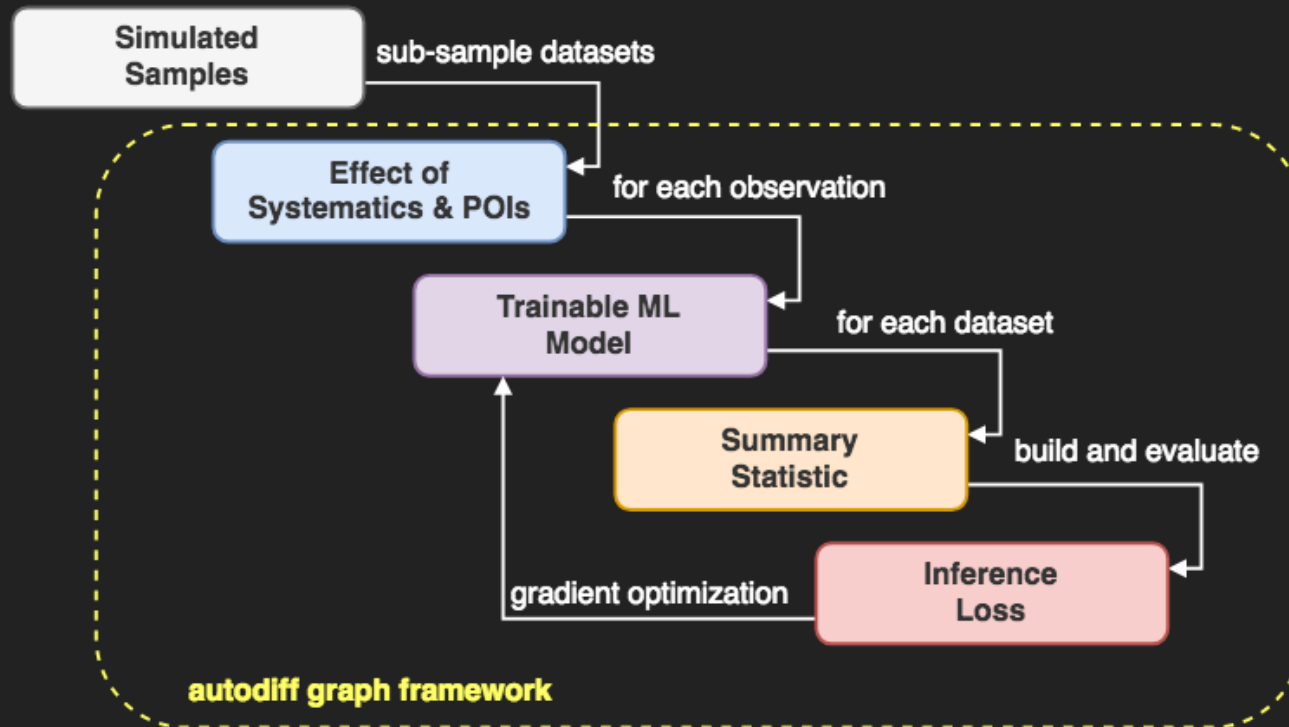 Simulated
Samples
sub-sample datasets
Effect of
Systematics & POIs
for each observation
Trainable ML
Model
for each dataset
Summary
Statistic
build and evaluate
Inference
Loss
gradient optimization
autodiff graph framework